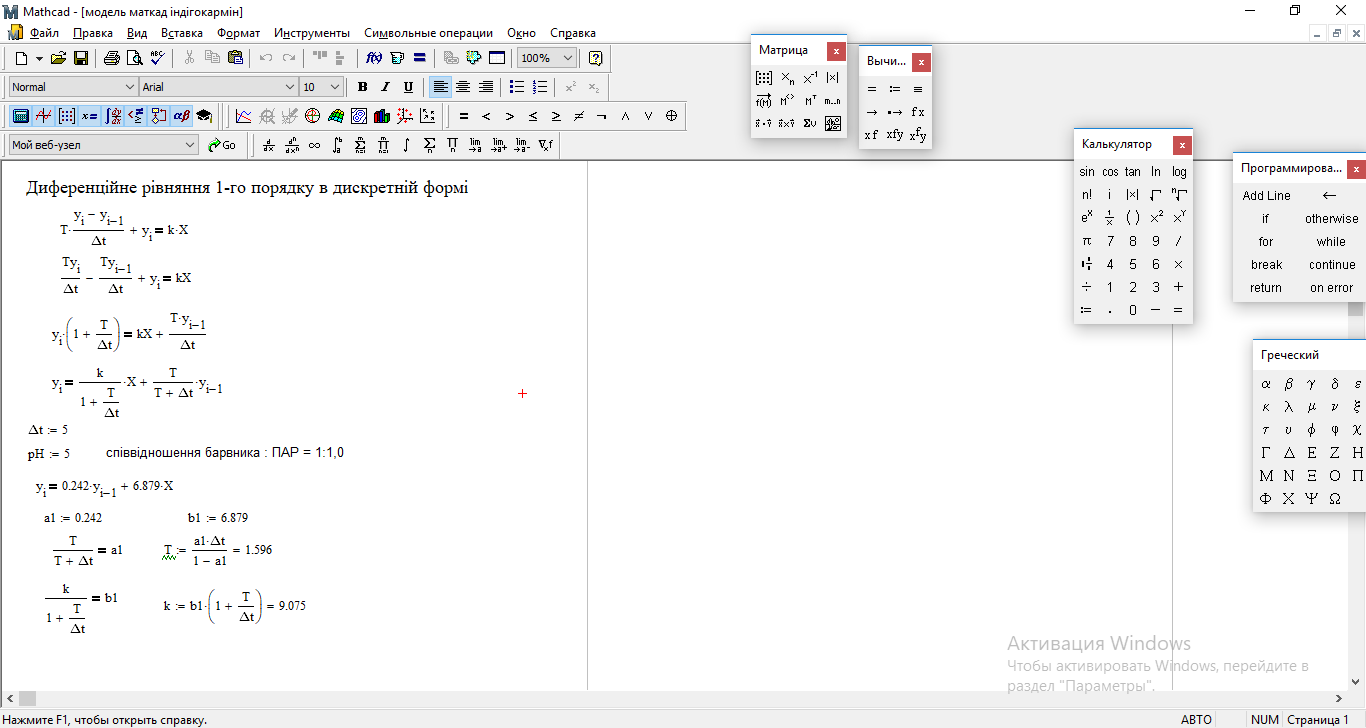 Mathcad - [модель маткад індігокармін]
Файл Правка Вид Вставка Формат Инструменты Символьные операции Окно Справка
100%
Normal Arial 10 B I U
Мой веб-узел Go
Матрица
Вычи...
Калькулятор
sin cos tan ln log
n! i |×| √ ⁿ√
eˣ 1/x ( ) ×² ×ʸ
π 7 8 9 /
4 5 6 ×
÷ 1 2 3 +
:= . 0 − =
Программирова...
Add Line ←
if otherwise
for while
break continue
return on error
Греческий
α β γ δ ε
κ λ μ ν ξ
τ υ ϕ φ χ
Γ Δ Ε Ζ Η
Μ Ν Ξ Ο Π
Φ Χ Ψ Ω
Диференційне рівняння 1-го порядку в дискретній формі
T·(y_i − y_{i−1})/Δt + y_i = k·X
Ty_i/Δt − Ty_{i−1}/Δt + y_i = kX
y_i·(1 + T/Δt) = kX + T·y_{i−1}/Δt
y_i = k/(1 + T/Δt)·X + T/(T + Δt)·y_{i−1}
Δt := 5
pH := 5 співвідношення барвника : ПАР = 1:1,0
y_i = 0.242·y_{i−1} + 6.879·X
a1 := 0.242 b1 := 6.879
T/(T + Δt) = a1 T := a1·Δt/(1 − a1) = 1.596
k/(1 + T/Δt) = b1 k := b1·(1 + T/Δt) = 9.075
Активация Windows
Чтобы активировать Windows, перейдите в
раздел "Параметры".
Нажмите F1, чтобы открыть справку. АВТО NUM Страница 1